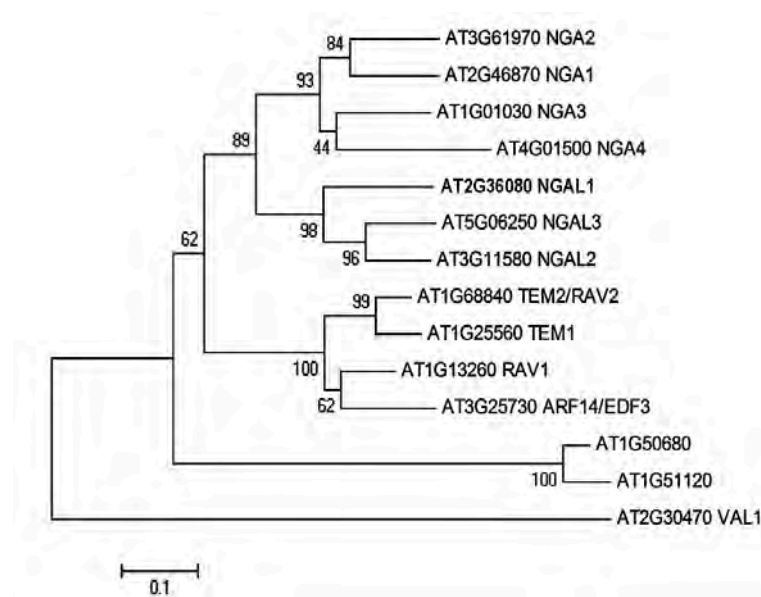 AT3G61970 NGA2
84
AT2G46870 NGA1
93
AT1G01030 NGA3
44
AT4G01500 NGA4
89
AT2G36080 NGAL1
98
AT5G06250 NGAL3
96
AT3G11580 NGAL2
62
AT1G68840 TEM2/RAV2
99
AT1G25560 TEM1
100
AT1G13260 RAV1
62
AT3G25730 ARF14/EDF3
AT1G50680
100
AT1G51120
AT2G30470 VAL1
0.1